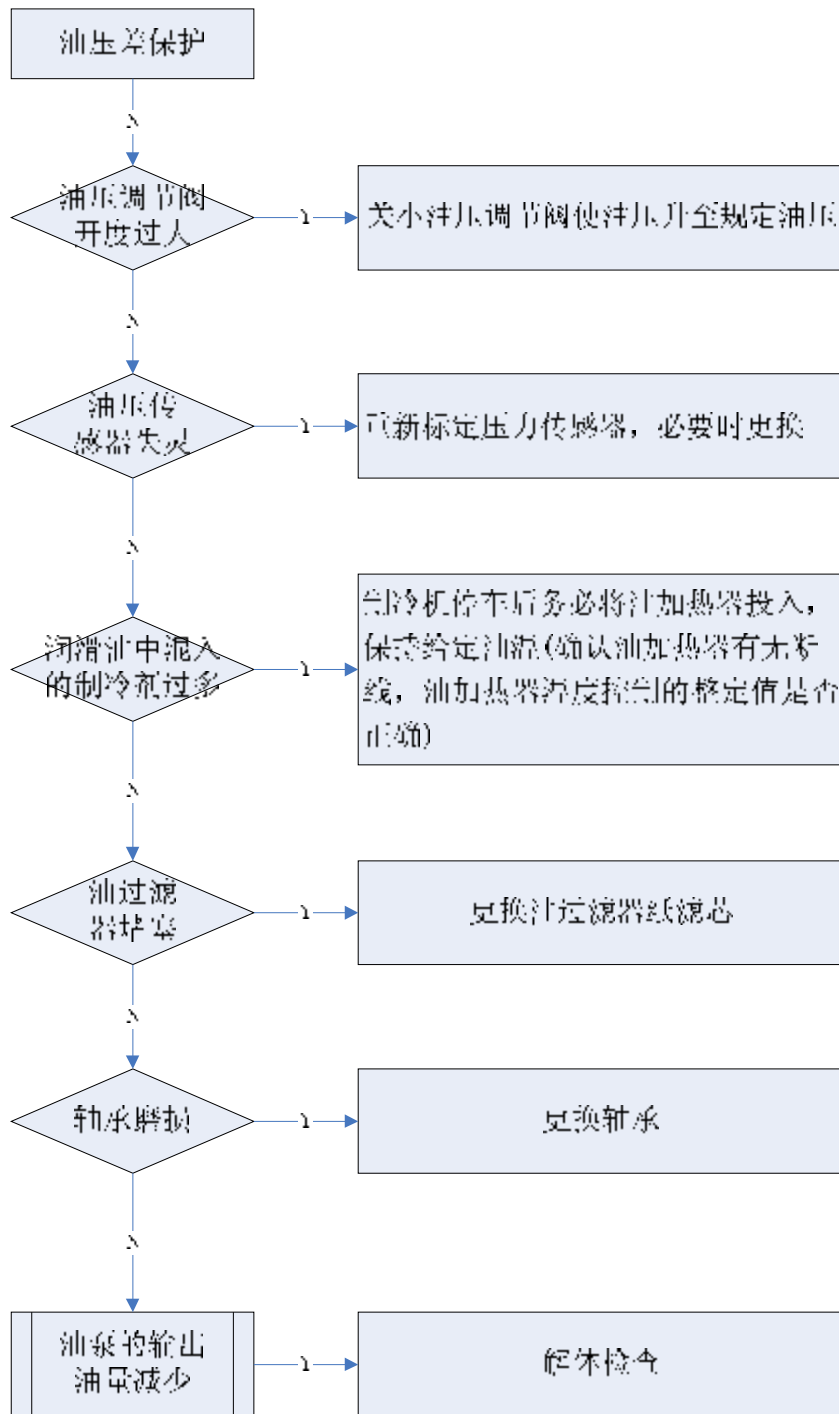 油压差保护
N
油压调节阀
开度过大
Y
关小油压调节阀使油压升至规定油压
N
油压传
感器失灵
Y
重新标定压力传感器，必要时更换
N
润滑油中混入
的制冷剂过多
Y
制冷机停车后务必将油加热器投入，
保持给定油温(确认油加热器有无断
线，油加热器温度控制的整定值是否
正确)
N
油过滤
器堵塞
Y
更换油过滤器纸滤芯
N
轴承磨损
Y
更换轴承
N
油泵的输出
油量减少
Y
解体检查